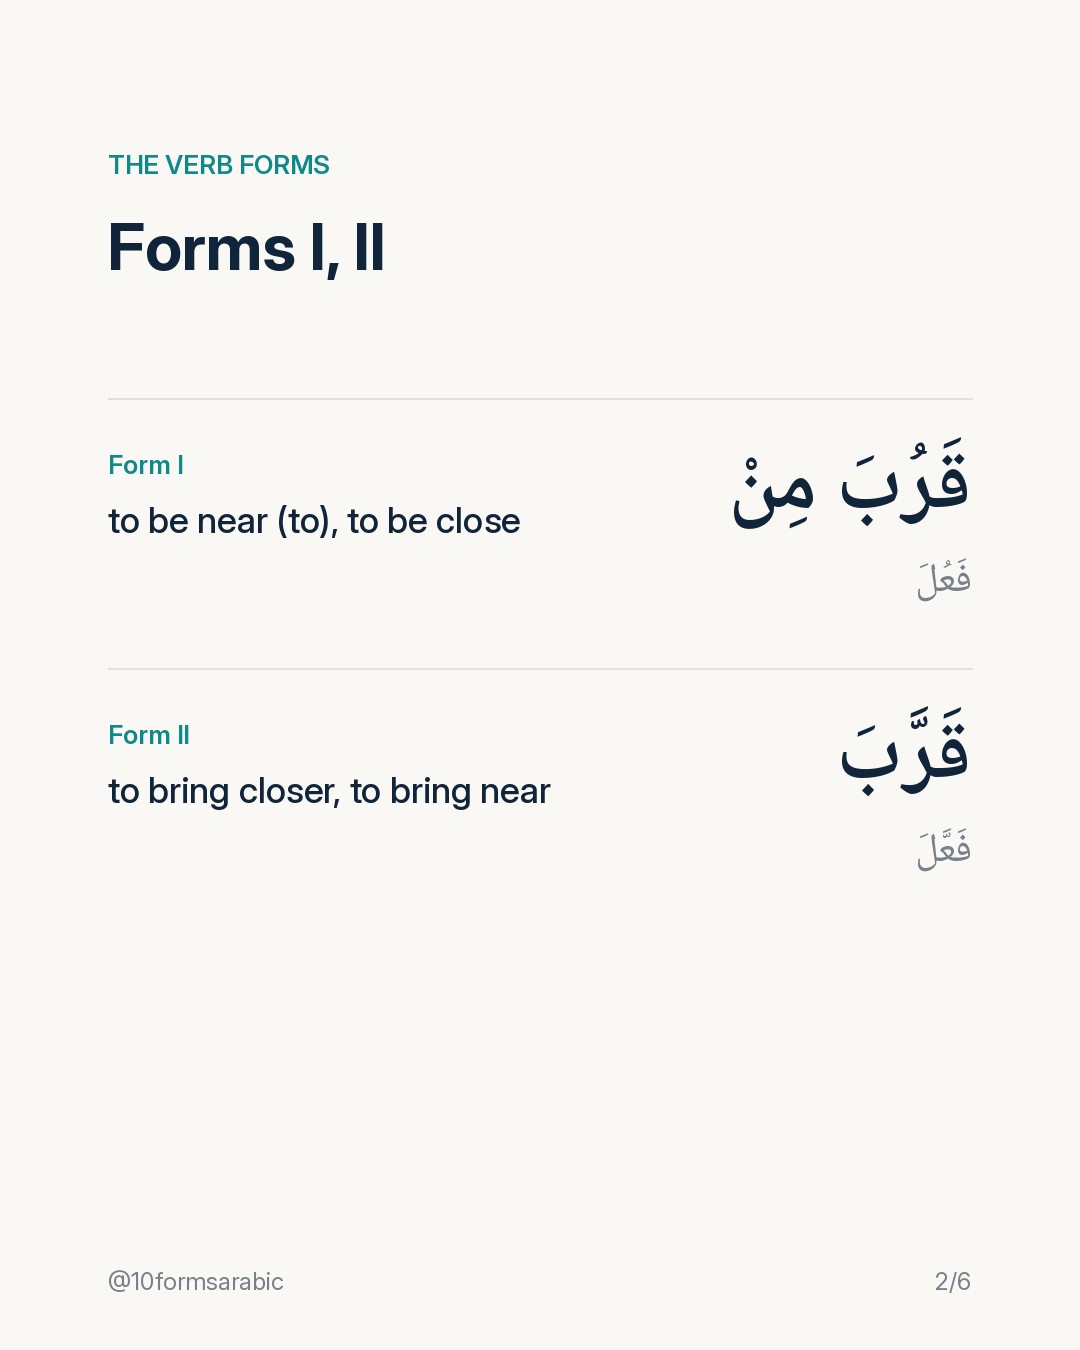 THE VERB FORMS
Forms I, II
Form I
to be near (to), to be close
قَرُبَ مِنْ
فَعُلَ
Form II
to bring closer, to bring near
قَرَّبَ
فَعَّلَ
@10formsarabic
2/6